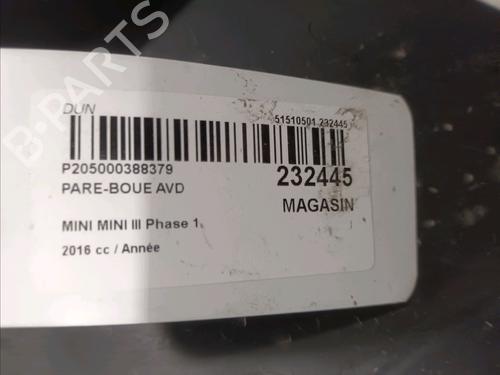 B-PARTS
DUN
51510501 232445
P205000388379
232445
PARE-BOUE AVD
MAGASIN
MINI MINI III Phase 1
2016 cc / Année